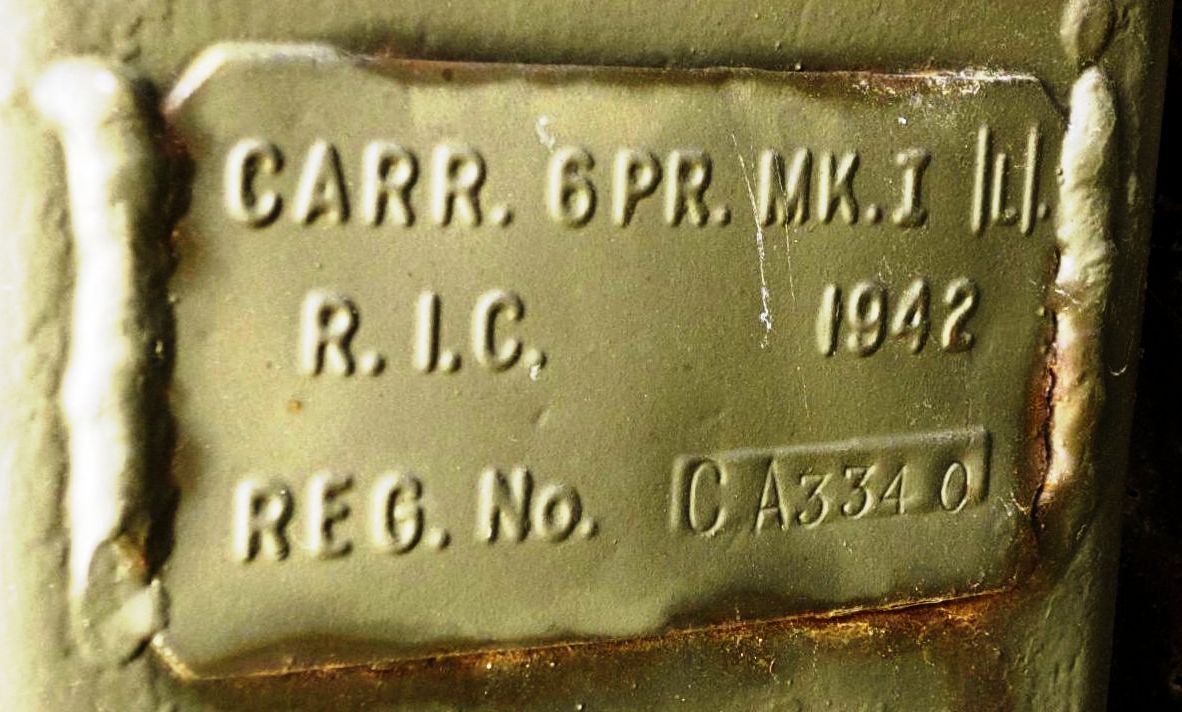 CARR. 6PR. MK. I |L|.
R.I.C. 1942
REG. No. CA3340